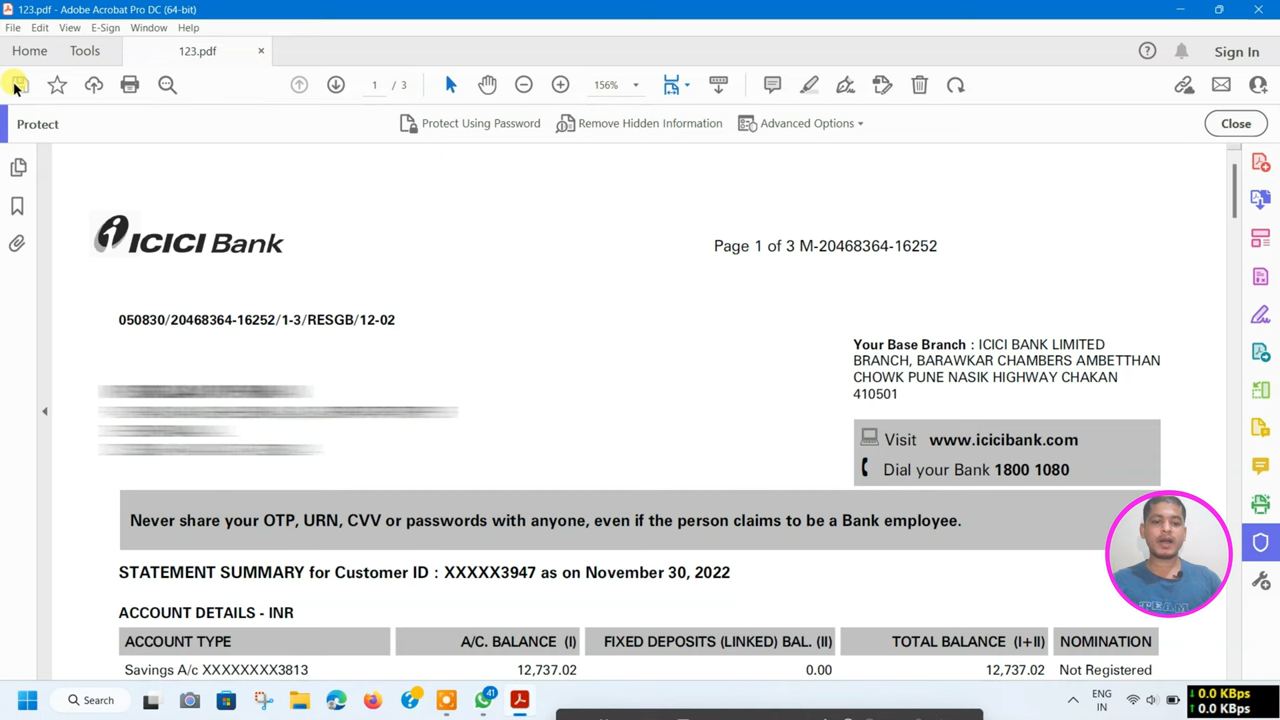 123.pdf - Adobe Acrobat Pro DC (64-bit)
File Edit View E-Sign Window Help
Home Tools 123.pdf Sign In
1 / 3 156%
Protect Protect Using Password Remove Hidden Information Advanced Options Close
ICICI Bank
Page 1 of 3 M-20468364-16252
050830/20468364-16252/1-3/RESGB/12-02
Your Base Branch : ICICI BANK LIMITED
BRANCH, BARAWKAR CHAMBERS AMBETTHAN
CHOWK PUNE NASIK HIGHWAY CHAKAN
410501
Visit www.icicibank.com
Dial your Bank 1800 1080
Never share your OTP, URN, CVV or passwords with anyone, even if the person claims to be a Bank employee.
STATEMENT SUMMARY for Customer ID : XXXXX3947 as on November 30, 2022
ACCOUNT DETAILS - INR
ACCOUNT TYPE A/C. BALANCE (I) FIXED DEPOSITS (LINKED) BAL. (II) TOTAL BALANCE (I+II) NOMINATION
Savings A/c XXXXXXXX3813 12,737.02 0.00 12,737.02 Not Registered
TEAM
Search
41
ENG
IN
↓ 0.0 KBps
↑ 0.0 KBps